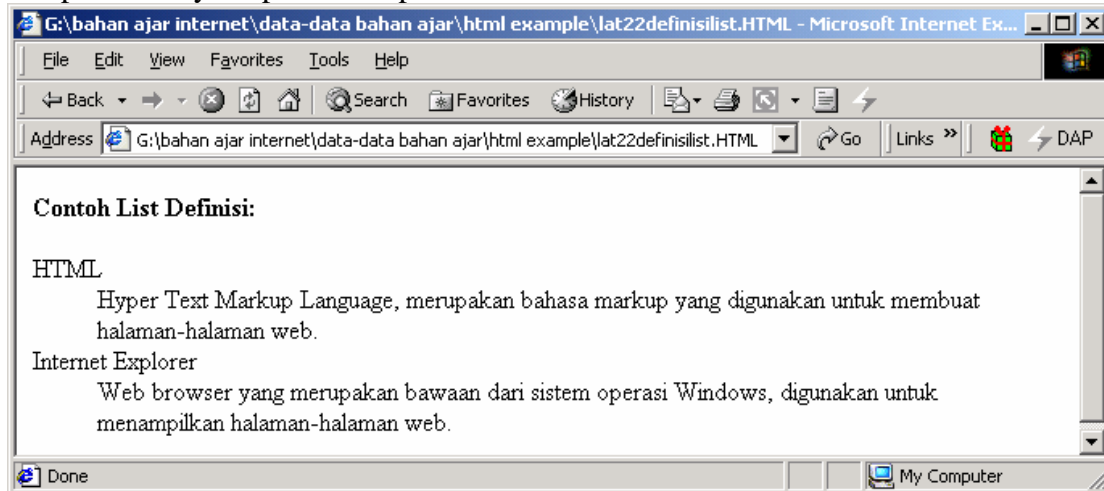 G:\bahan ajar internet\data-data bahan ajar\html example\lat22definisilist.HTML - Microsoft Internet Ex...
File Edit View Favorites Tools Help
Back Search Favorites History
Address G:\bahan ajar internet\data-data bahan ajar\html example\lat22definisilist.HTML Go Links » DAP
Contoh List Definisi:
HTML
Hyper Text Markup Language, merupakan bahasa markup yang digunakan untuk membuat
halaman-halaman web.
Internet Explorer
Web browser yang merupakan bawaan dari sistem operasi Windows, digunakan untuk
menampilkan halaman-halaman web.
Done My Computer